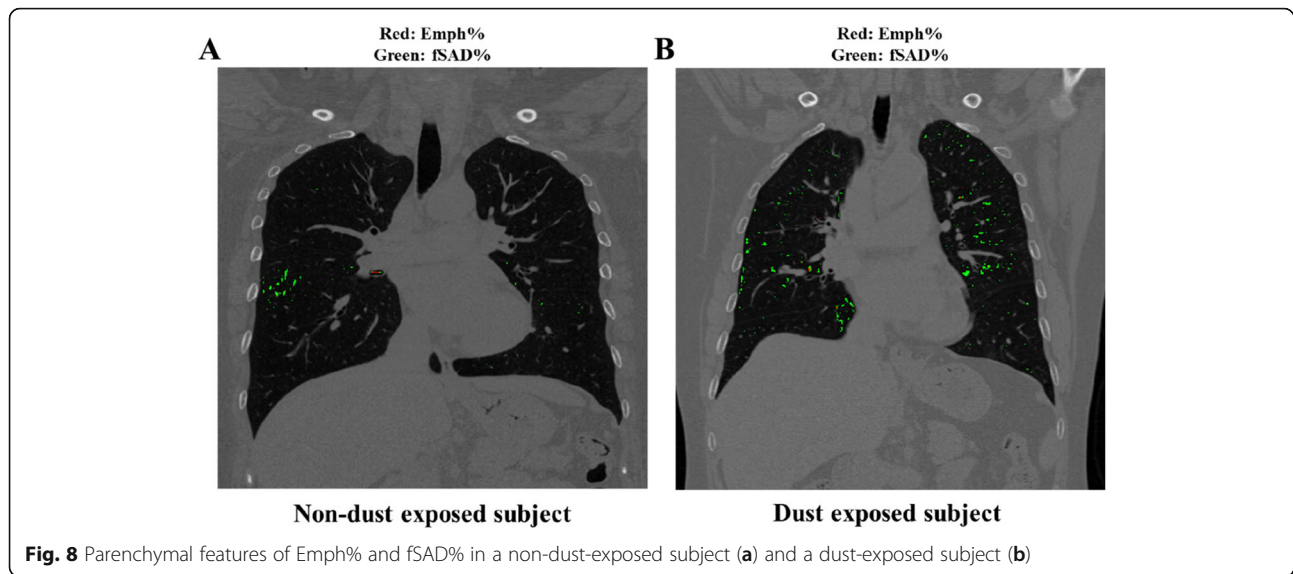 A
Red: Emph%
Green: fSAD%
B
Red: Emph%
Green: fSAD%
Non-dust exposed subject
Dust exposed subject
Fig. 8 Parenchymal features of Emph% and fSAD% in a non-dust-exposed subject (a) and a dust-exposed subject (b)